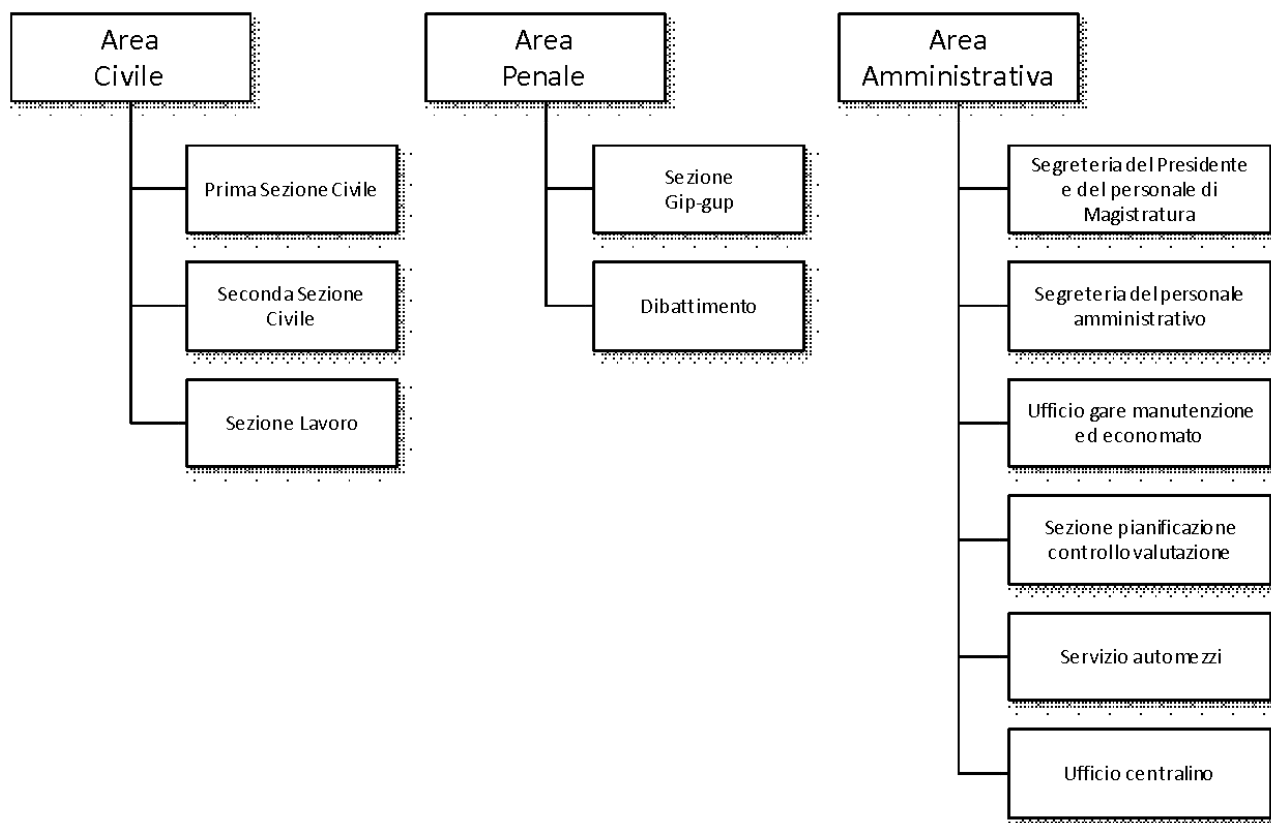 Area
Civile
Prima Sezione Civile
Seconda Sezione
Civile
Sezione Lavoro
Area
Penale
Sezione
Gip-gup
Dibattimento
Area
Amministrativa
Segreteria del Presidente
e del personale di
Magistratura
Segreteria del personale
amministrativo
Ufficio gare manutenzione
ed economato
Sezione pianificazione
controllo valutazione
Servizio automezzi
Ufficio centralino